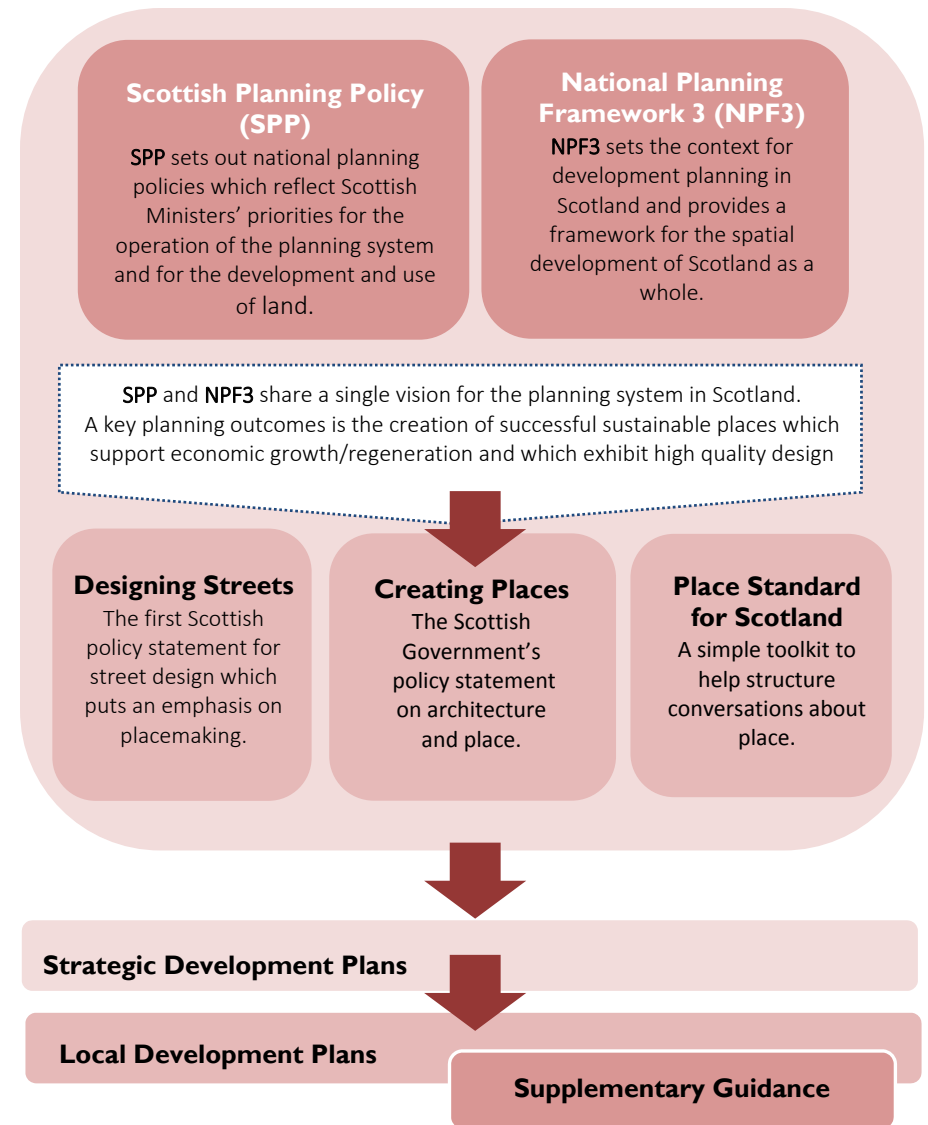 Scottish Planning Policy
(SPP)
SPP sets out national planning
policies which reflect Scottish
Ministers’ priorities for the
operation of the planning system
and for the development and use
of land.
National Planning
Framework 3 (NPF3)
NPF3 sets the context for
development planning in
Scotland and provides a
framework for the spatial
development of Scotland as a
whole.
SPP and NPF3 share a single vision for the planning system in Scotland.
A key planning outcomes is the creation of successful sustainable places which
support economic growth/regeneration and which exhibit high quality design
Designing Streets
The first Scottish
policy statement for
street design which
puts an emphasis on
placemaking.
Creating Places
The Scottish
Government’s
policy statement
on architecture
and place.
Place Standard
for Scotland
A simple toolkit to
help structure
conversations about
place.
Strategic Development Plans
Local Development Plans
Supplementary Guidance